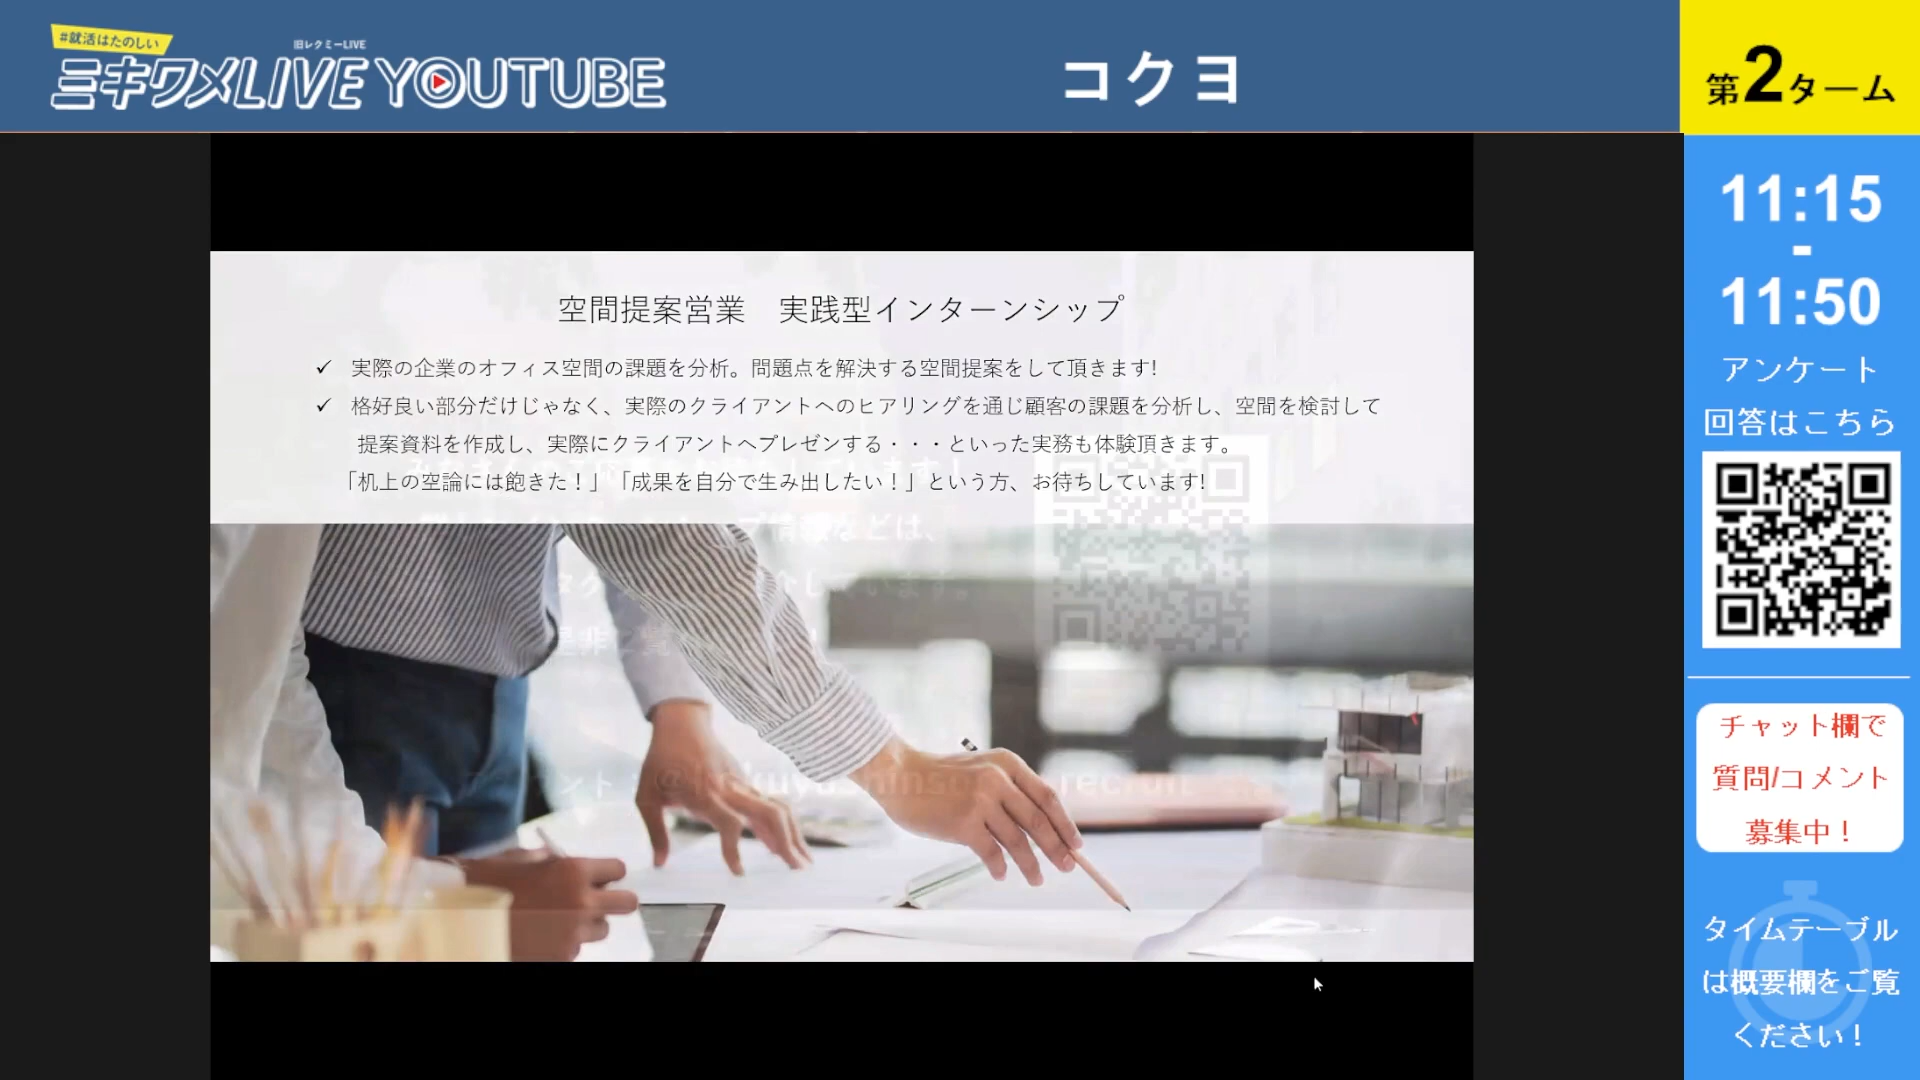 #就活はたのしい
旧レクミーLIVE
ミキワメLIVE YOUTUBE
コクヨ
第2ターム
空間提案営業　実践型インターンシップ
✓ 実際の企業のオフィス空間の課題を分析。問題点を解決する空間提案をして頂きます!
✓ 格好良い部分だけじゃなく、実際のクライアントへのヒアリングを通じ顧客の課題を分析し、空間を検討して
提案資料を作成し、実際にクライアントへプレゼンする・・・といった実務も体験頂きます。
「机上の空論には飽きた！」「成果を自分で生み出したい！」という方、お待ちしています!
情報などは、
11:15
-
11:50
アンケート
回答はこちら
チャット欄で
質問/コメント
募集中！
タイムテーブル
は概要欄をご覧
ください！